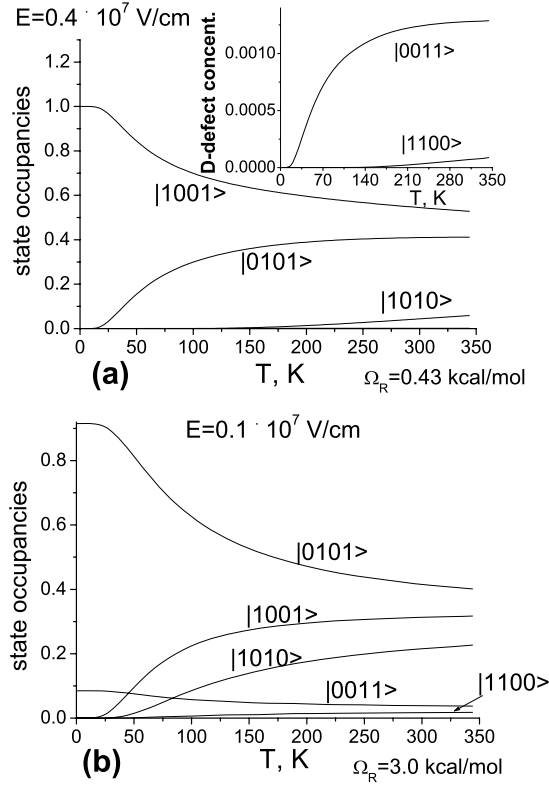 E=0.4 · 10⁷ V/cm
state occupancies
1.2
1.0
0.8
0.6
0.4
0.2
0.0
|1001>
|0101>
|1010>
0 50 100 150 200 250 300 350
(a)
T, K
Ω_R=0.43 kcal/mol
D-defect concent.
0.0010
0.0005
0.0000
|0011>
|1100>
0 70 140 210 280 350
T, K
E=0.1 · 10⁷ V/cm
state occupancies
0.8
0.6
0.4
0.2
0.0
|0101>
|1001>
|1010>
|0011>
|1100>
0 50 100 150 200 250 300 350
(b)
T, K
Ω_R=3.0 kcal/mol